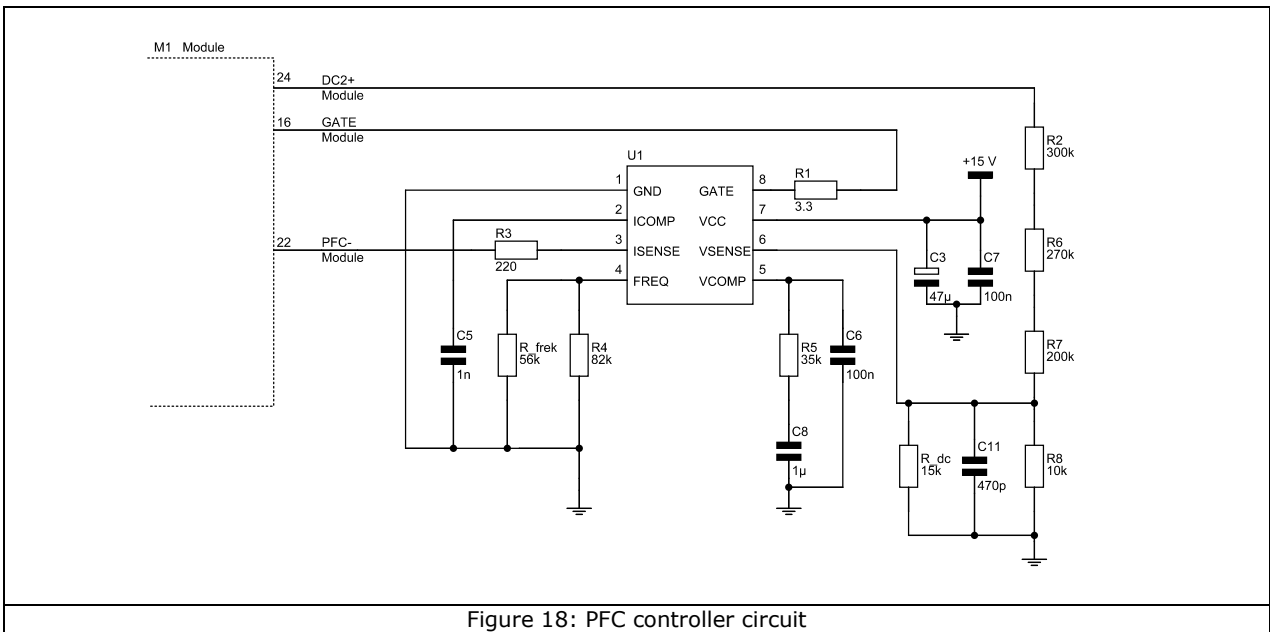 M1 Module
24 DC2+
Module
16 GATE
Module
R2
300k
U1
+15 V
1 GND GATE 8 R1
3.3
2 ICOMP VCC 7
22 PFC-
Module
R3
220
3 ISENSE VSENSE 6
4 FREQ VCOMP 5
C3
47µ
C7
100n
R6
270k
C5
1n
R_frek
56k
R4
82k
R5
35k
C6
100n
R7
200k
C8
1µ
R_dc
15k
C11
470p
R8
10k
Figure 18: PFC controller circuit